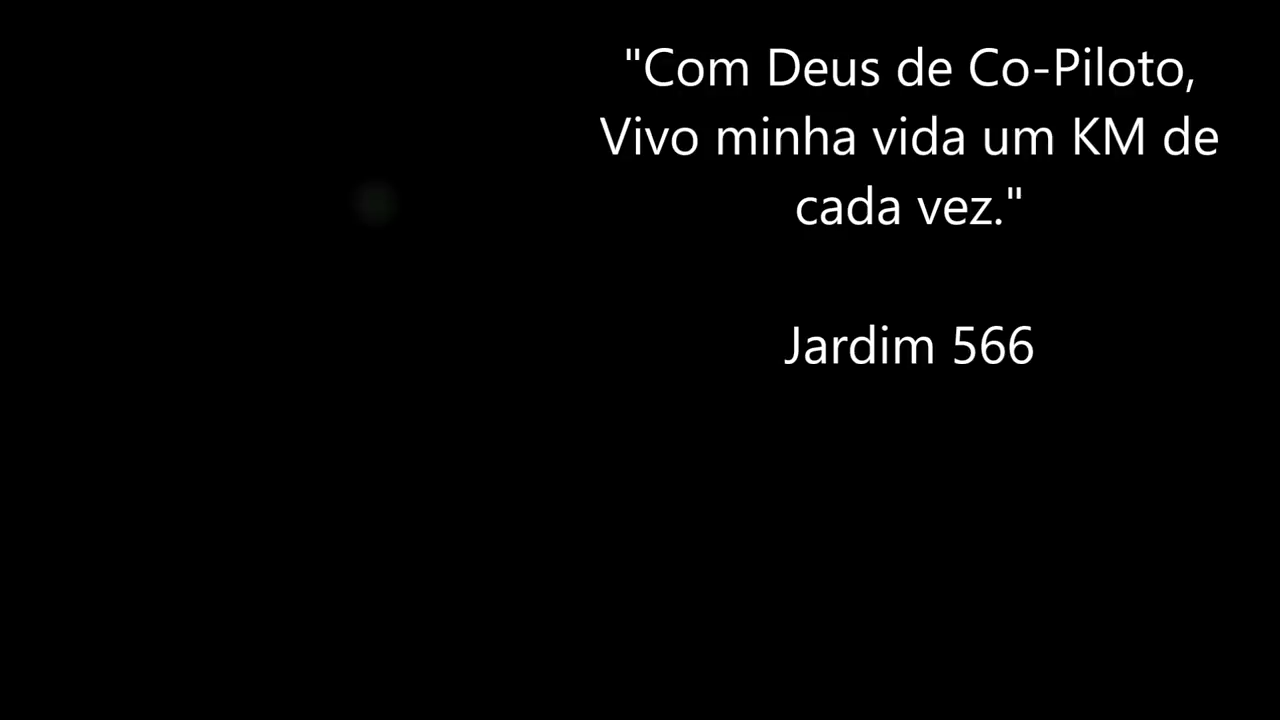 "Com Deus de Co-Piloto,
Vivo minha vida um KM de
cada vez."
Jardim 566